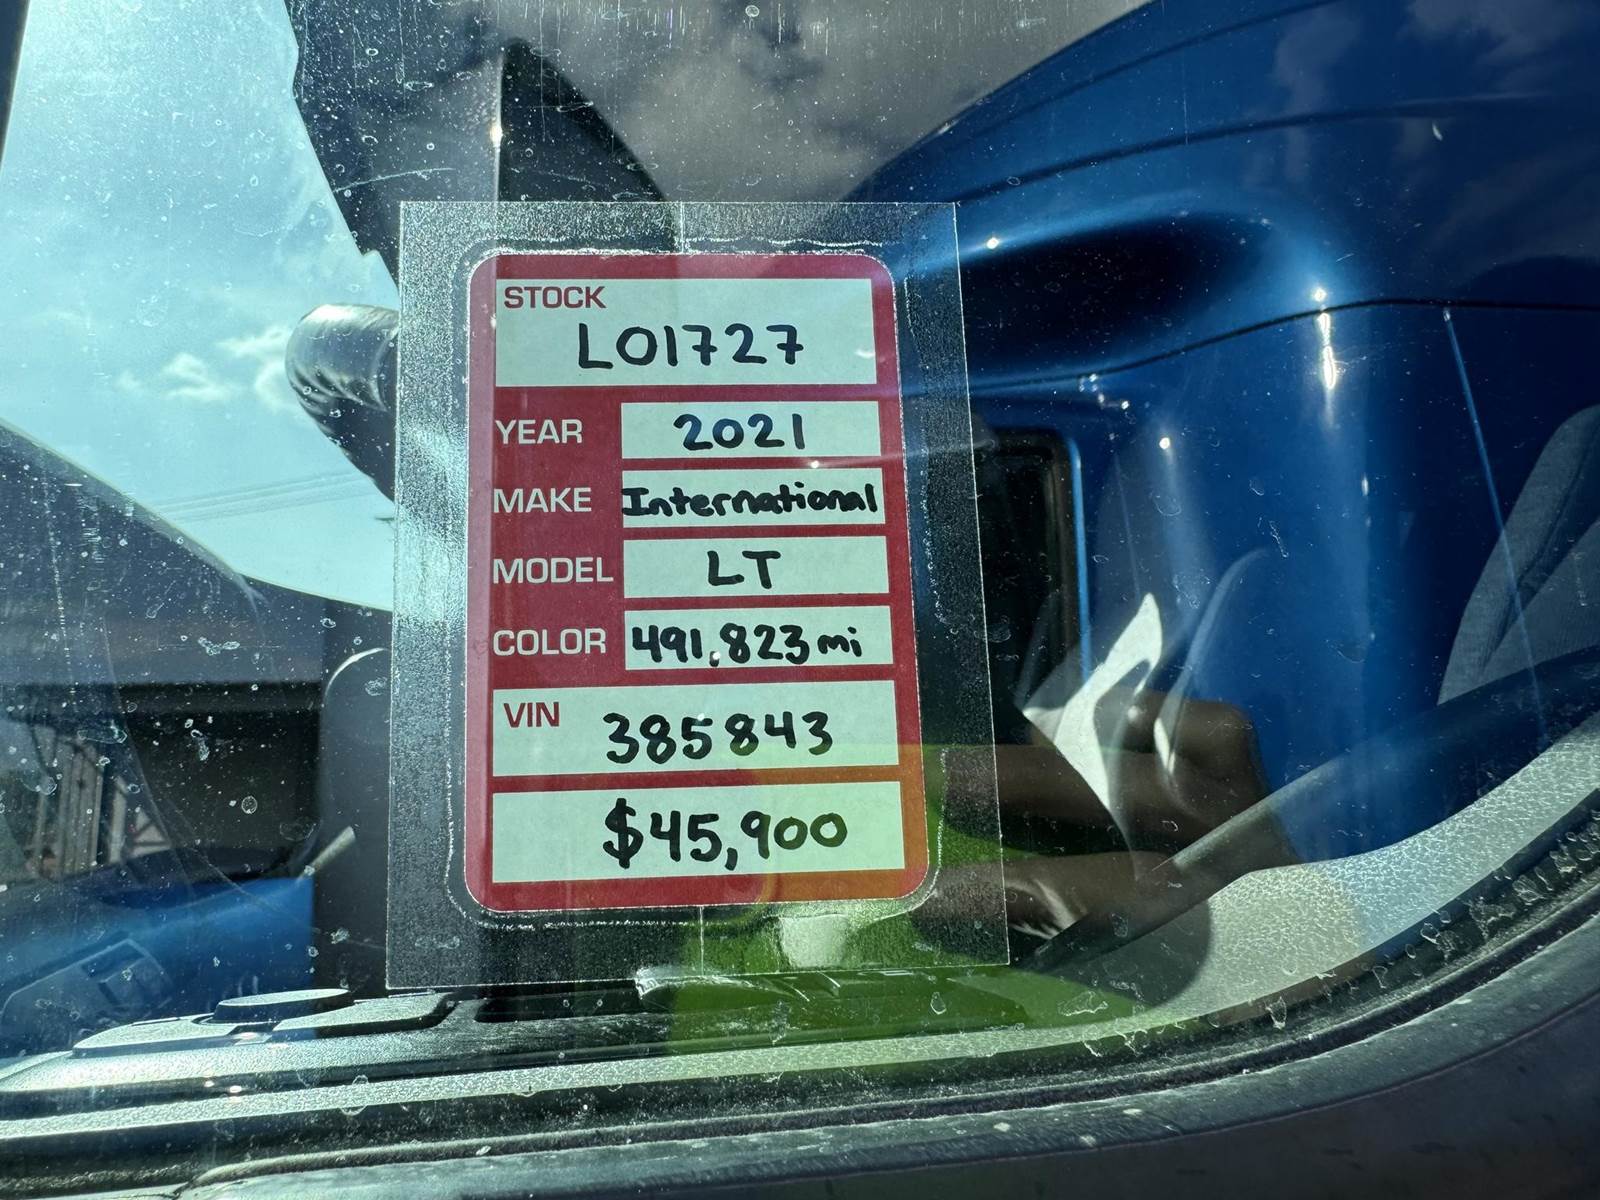 STOCK
L01727
YEAR 2021
MAKE International
MODEL LT
COLOR 491,823 mi
VIN 385843
$45,900